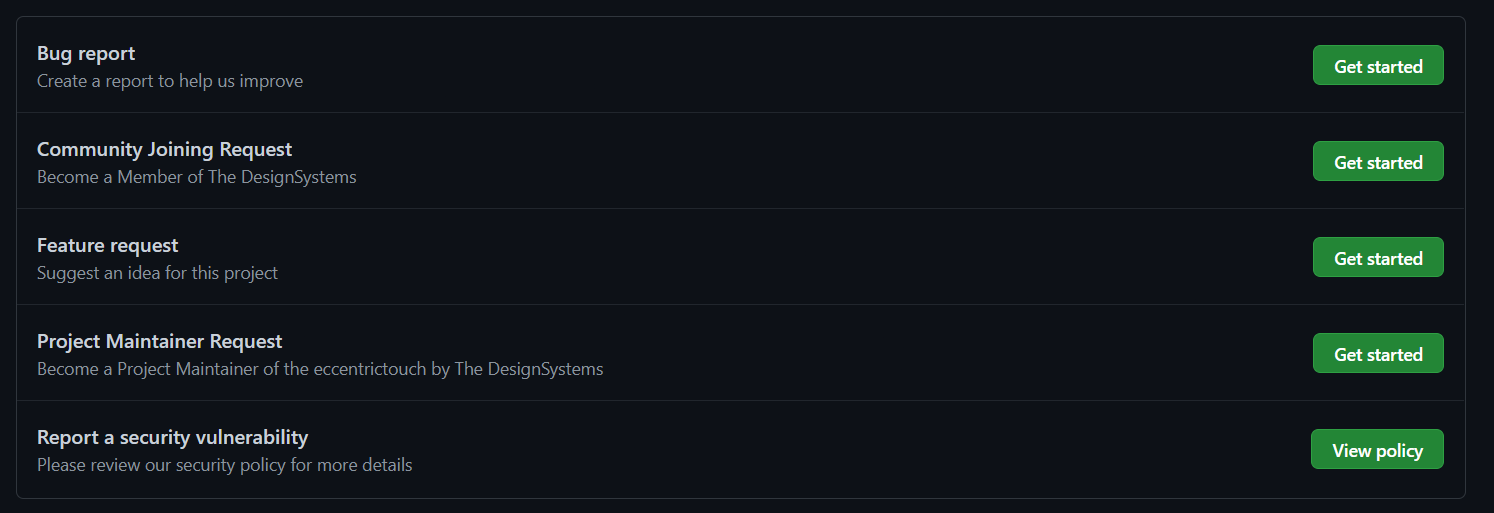 Bug report
Create a report to help us improve
Get started
Community Joining Request
Become a Member of The DesignSystems
Get started
Feature request
Suggest an idea for this project
Get started
Project Maintainer Request
Become a Project Maintainer of the eccentrictouch by The DesignSystems
Get started
Report a security vulnerability
Please review our security policy for more details
View policy